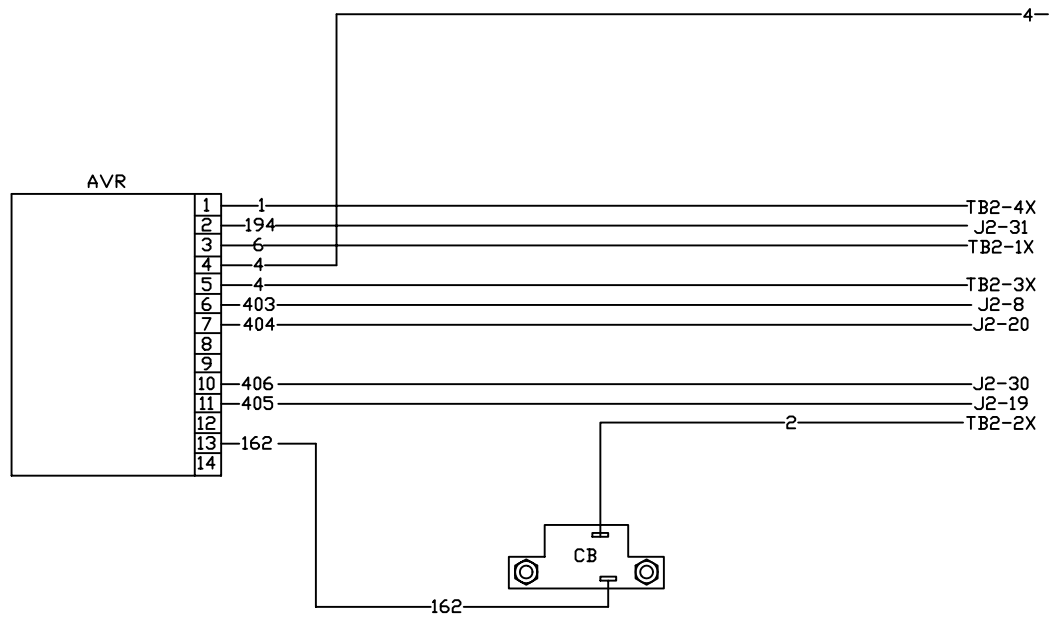 4
AVR
1 1 TB2-4X
2 194 J2-31
3 6 TB2-1X
4 4
5 4 TB2-3X
6 403 J2-8
7 404 J2-20
8
9
10 406 J2-30
11 405 J2-19
12 2 TB2-2X
13 162
14
CB
162